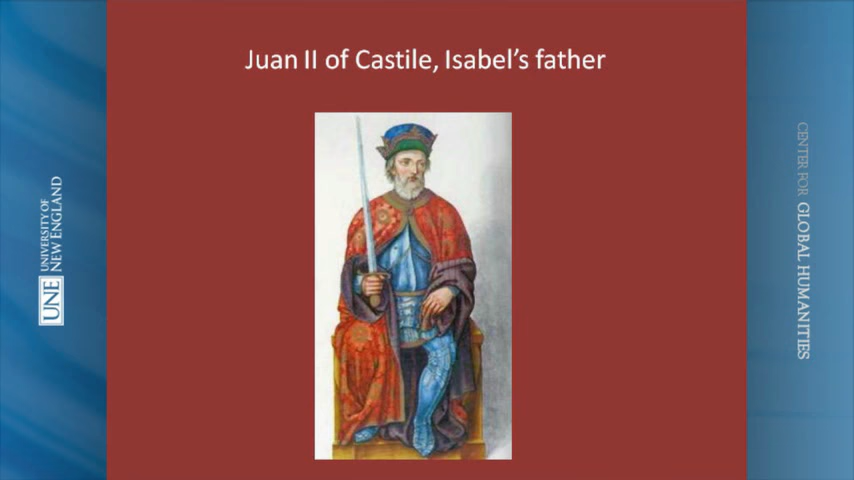 Juan II of Castile, Isabel's father
UNE
UNIVERSITY OF
NEW ENGLAND
CENTER FOR GLOBAL HUMANITIES